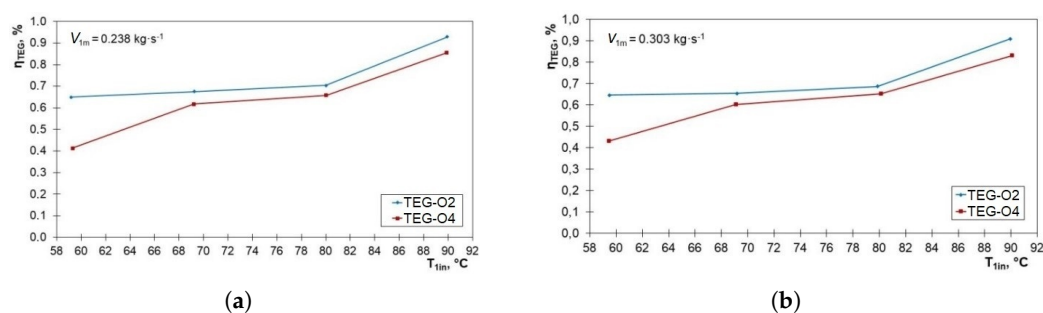 V₁ₘ = 0.238 kg·s⁻¹
η_TEG, %
1.0
0.9
0.8
0.7
0.6
0.5
0.4
0.3
0.2
0.1
0.0
TEG-O2
TEG-O4
58 60 62 64 66 68 70 72 74 76 78 80 82 84 86 88 90 92
T₁ᵢₙ, °C
(a)
V₁ₘ = 0.303 kg·s⁻¹
η_TEG, %
1,0
0,9
0,8
0,7
0,6
0,5
0,4
0,3
0,2
0,1
0,0
TEG-O2
TEG-O4
58 60 62 64 66 68 70 72 74 76 78 80 82 84 86 88 90 92
T₁ᵢₙ, °C
(b)